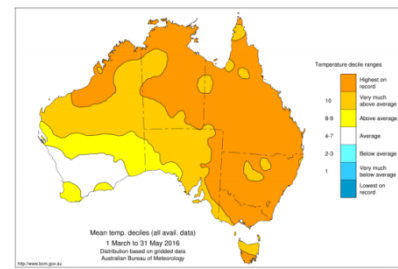 Temperature decile ranges
Highest on
record
10
Very much
above average
8-9
Above average
4-7
Average
2-3
Below average
1
Very much
below average
Lowest on
record
Mean temp. deciles (all avail. data)
1 March to 31 May 2016
Distribution based on gridded data
Australian Bureau of Meteorology
http://www.bom.gov.au